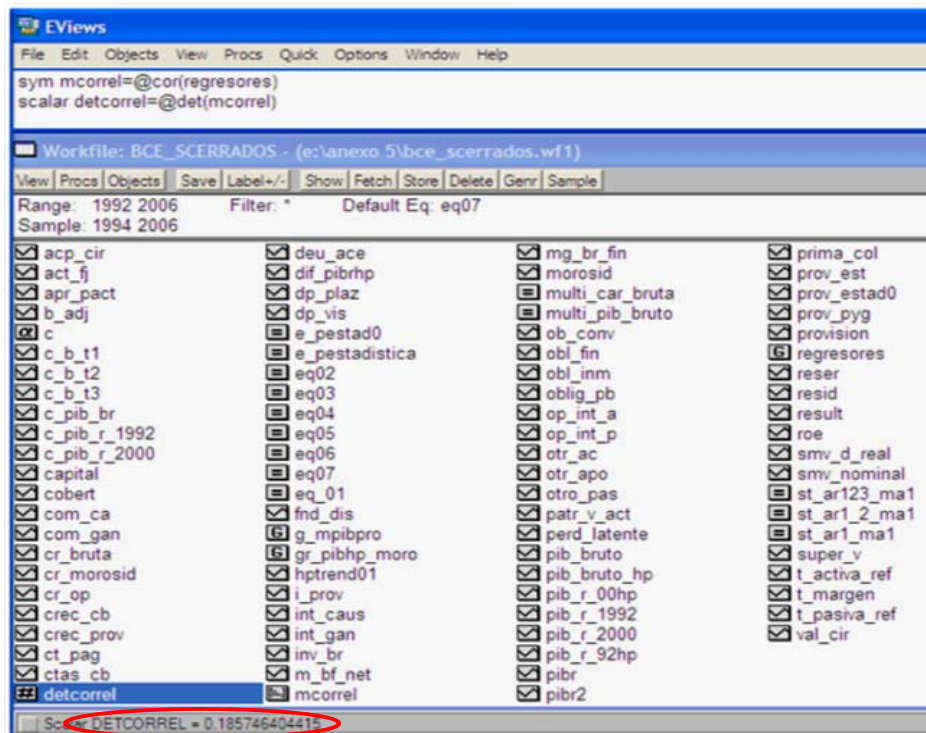 EViews
File Edit Objects View Procs Quick Options Window Help
sym mcorrel=@cor(regresores)
scalar detcorrel=@det(mcorrel)
Workfile: BCE_SCERRADOS - (e:\anexo 5\bce_scerrados.wf1)
View Procs Objects Save Label+/- Show Fetch Store Delete Genr Sample
Range: 1992 2006 Filter: * Default Eq: eq07
Sample: 1994 2006
acp_cir
act_fj
apr_pact
b_adj
c
c_b_t1
c_b_t2
c_b_t3
c_pib_br
c_pib_r_1992
c_pib_r_2000
capital
cobert
com_ca
com_gan
cr_bruta
cr_morosid
cr_op
crec_cb
crec_prov
ct_pag
ctas_cb
detcorrel
deu_ace
dif_pibrhp
dp_plaz
dp_vis
e_pestad0
e_pestadistica
eq02
eq03
eq04
eq05
eq06
eq07
eq_01
fnd_dis
g_mpibpro
gr_pibhp_moro
hptrend01
i_prov
int_caus
int_gan
inv_br
m_bf_net
mcorrel
mg_br_fin
morosid
multi_car_bruta
multi_pib_bruto
ob_conv
obl_fin
obl_inm
oblig_pb
op_int_a
op_int_p
otr_ac
otr_apo
otro_pas
patr_v_act
perd_latente
pib_bruto
pib_bruto_hp
pib_r_00hp
pib_r_1992
pib_r_2000
pib_r_92hp
pibr
pibr2
prima_col
prov_est
prov_estad0
prov_pyg
provision
regresores
reser
resid
result
roe
smv_d_real
smv_nominal
st_ar123_ma1
st_ar1_2_ma1
st_ar1_ma1
super_v
t_activa_ref
t_margen
t_pasiva_ref
val_cir
Scalar DETCORREL = 0.185746404415